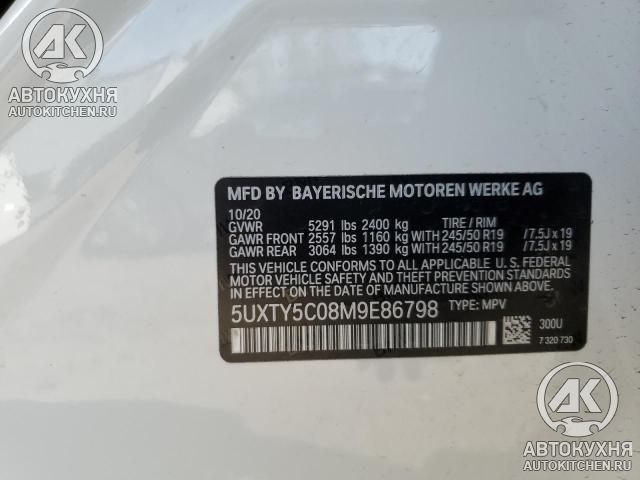 AK
АВТОКУХНЯ
AUTOKITCHEN.RU
MFD BY BAYERISCHE MOTOREN WERKE AG
10/20
GVWR 5291 lbs 2400 kg TIRE / RIM
GAWR FRONT 2557 lbs 1160 kg WITH 245/50 R19 /7.5J x 19
GAWR REAR 3064 lbs 1390 kg WITH 245/50 R19 /7.5J x 19
THIS VEHICLE CONFORMS TO ALL APPLICABLE U. S. FEDERAL
MOTOR VEHICLE SAFETY AND THEFT PREVENTION STANDARDS
IN EFFECT ON THE DATE OF MANUFACTURE SHOWN ABOVE.
5UXTY5C08M9E86798 TYPE: MPV
300U
7 320 730
AK
АВТОКУХНЯ
AUTOKITCHEN.RU